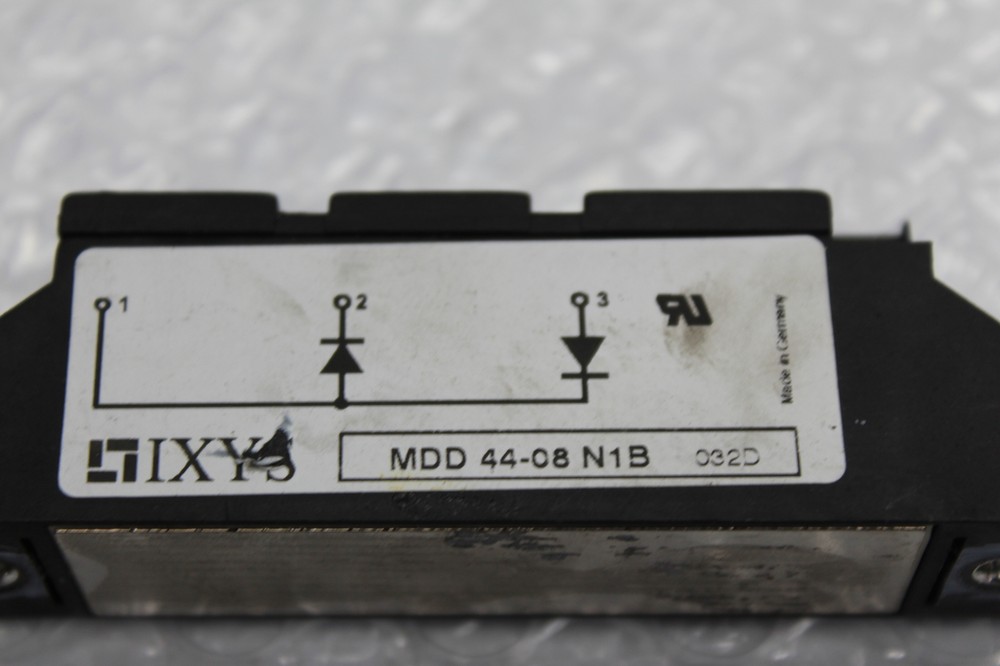 1 2 3
Made in Germany
IXYS
MDD 44-08 N1B 032D